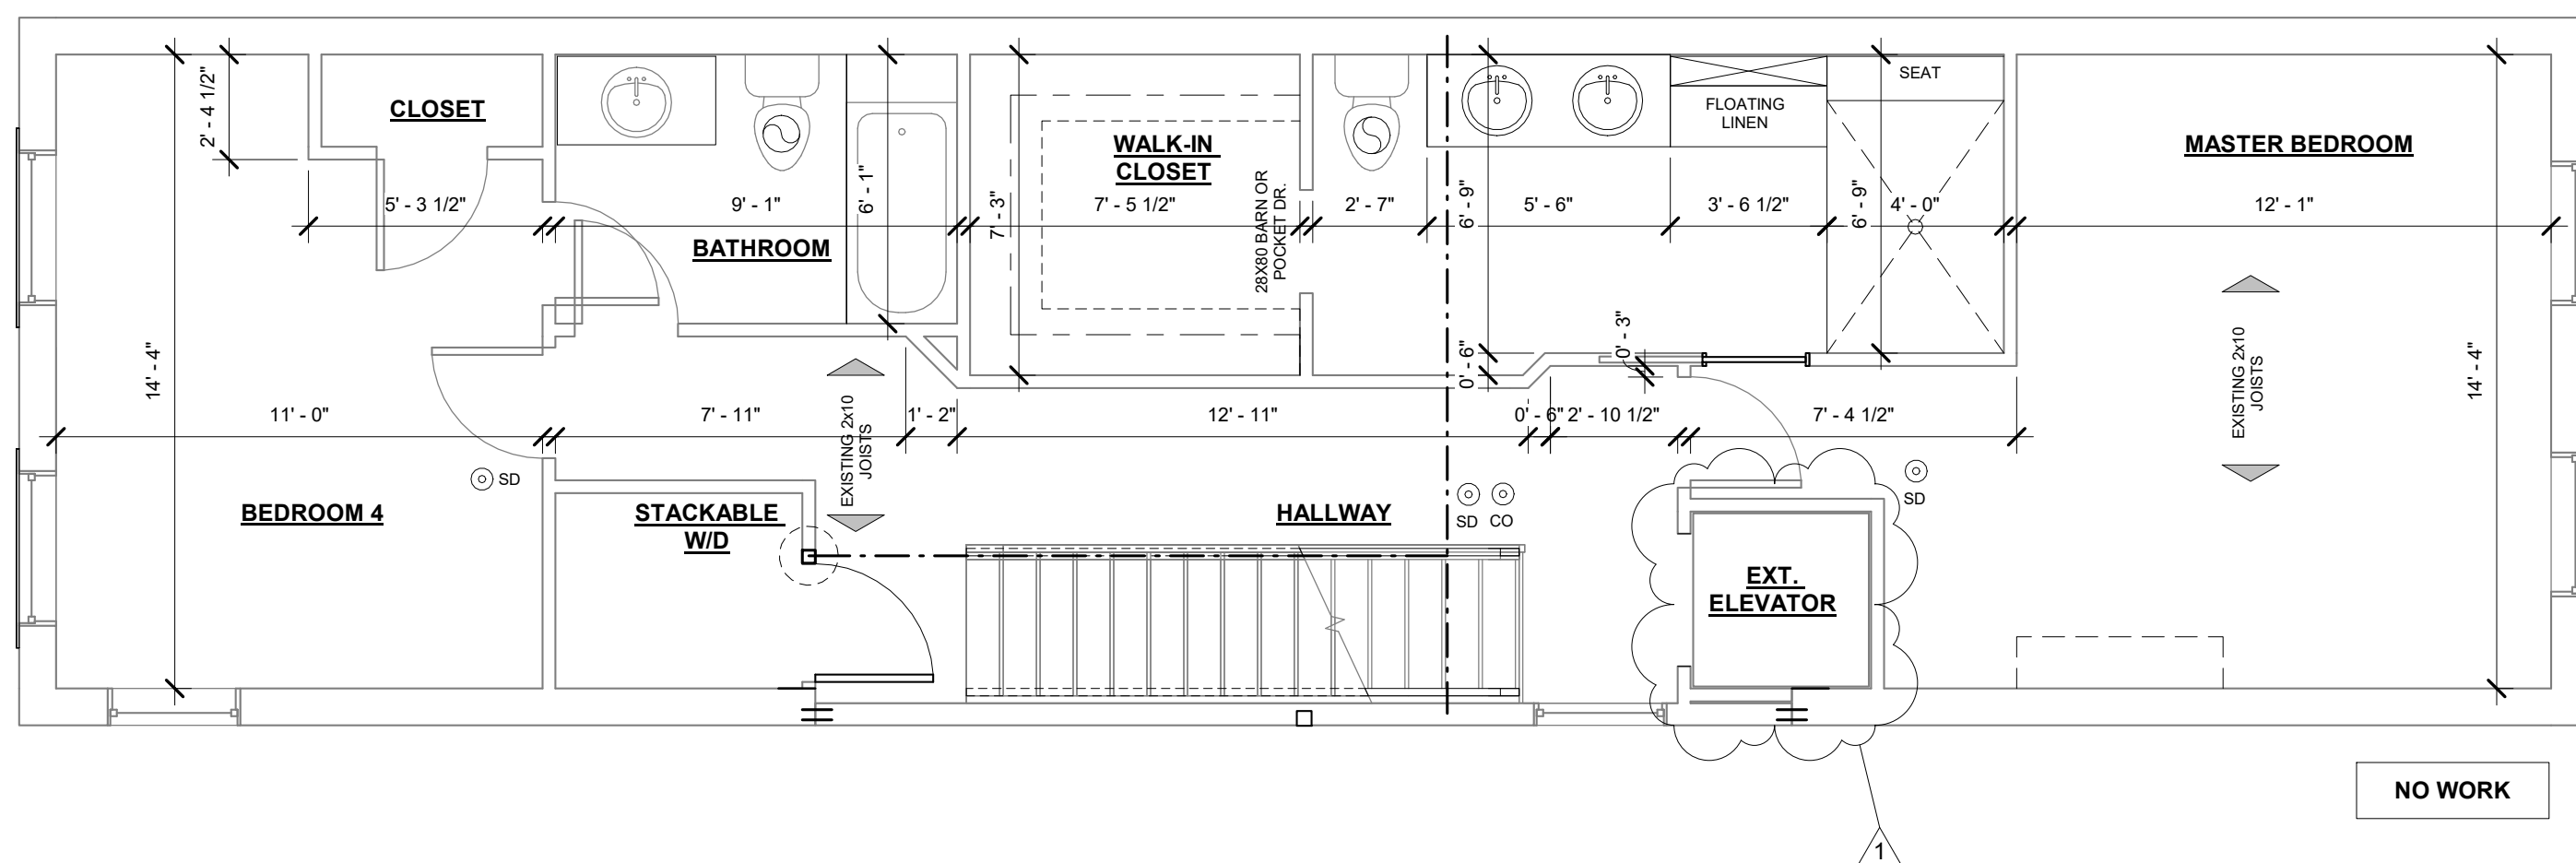 SEAT
2' - 4 1/2"
CLOSET
FLOATING
LINEN
WALK-IN
CLOSET
MASTER BEDROOM
5' - 3 1/2"
9' - 1"
6' - 1"
7' - 3"
7' - 5 1/2"
28X80 BARN OR
POCKET DR.
2' - 7"
6' - 9"
5' - 6"
3' - 6 1/2"
6' - 9"
4' - 0"
12' - 1"
BATHROOM
14' - 4"
0' - 6"
0' - 3"
EXISTING 2x10
JOISTS
14' - 4"
11' - 0"
7' - 11"
EXISTING 2x10
JOISTS
1' - 2"
12' - 11"
0' - 6"
2' - 10 1/2"
7' - 4 1/2"
SD
BEDROOM 4
STACKABLE
W/D
HALLWAY
SD
CO
SD
EXT.
ELEVATOR
NO WORK
1